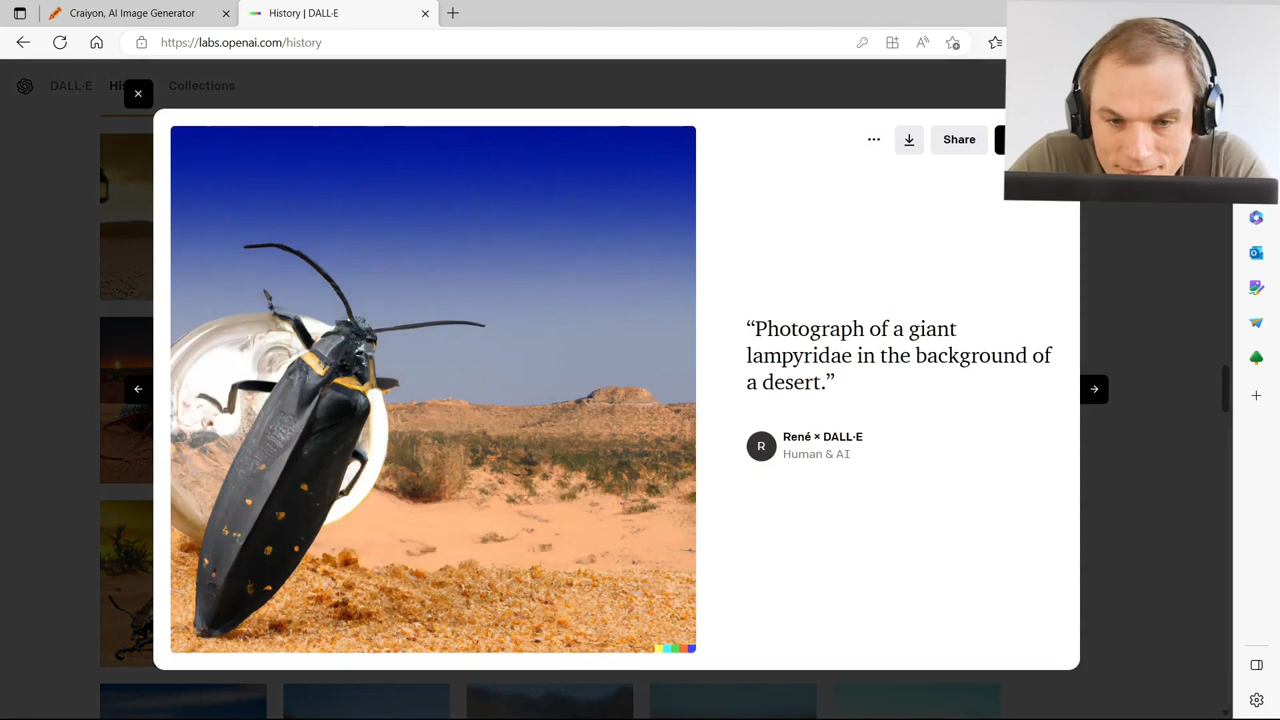 Craiyon, AI Image Generator
History | DALL·E
https://labs.openai.com/history
DALL·E
Collections
Share
“Photograph of a giant
lampyridae in the background of
a desert.”
R
René × DALL·E
Human & AI